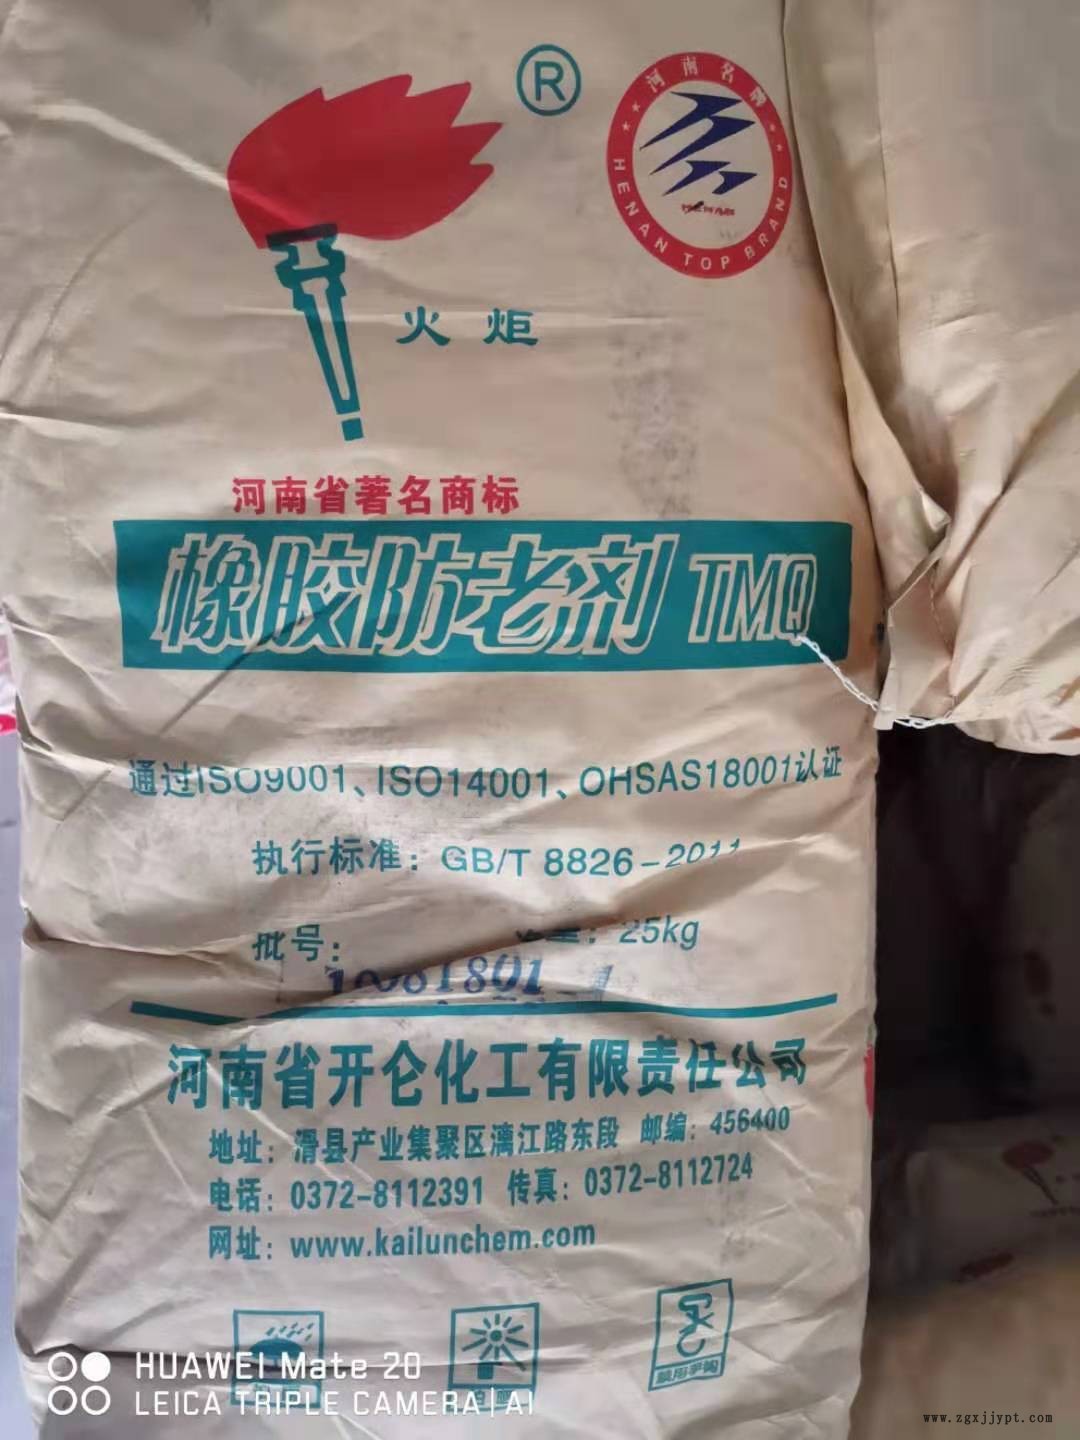 ®
河南名牌
HENAN TOP BRAND
火炬
河南省著名商标
橡胶防老剂 TMQ
通过ISO9001、ISO14001、OHSAS18001认证
执行标准：GB/T 8826-2011
批号： 25kg
河南省开仑化工有限责任公司
地址：滑县产业集聚区漓江路东段 邮编：456400
电话：0372-8112391 传真：0372-8112724
网址：www.kailunchem.com
禁用手钩
HUAWEI Mate 20
LEICA TRIPLE CAMERA | AI
www.zgxjjypt.com